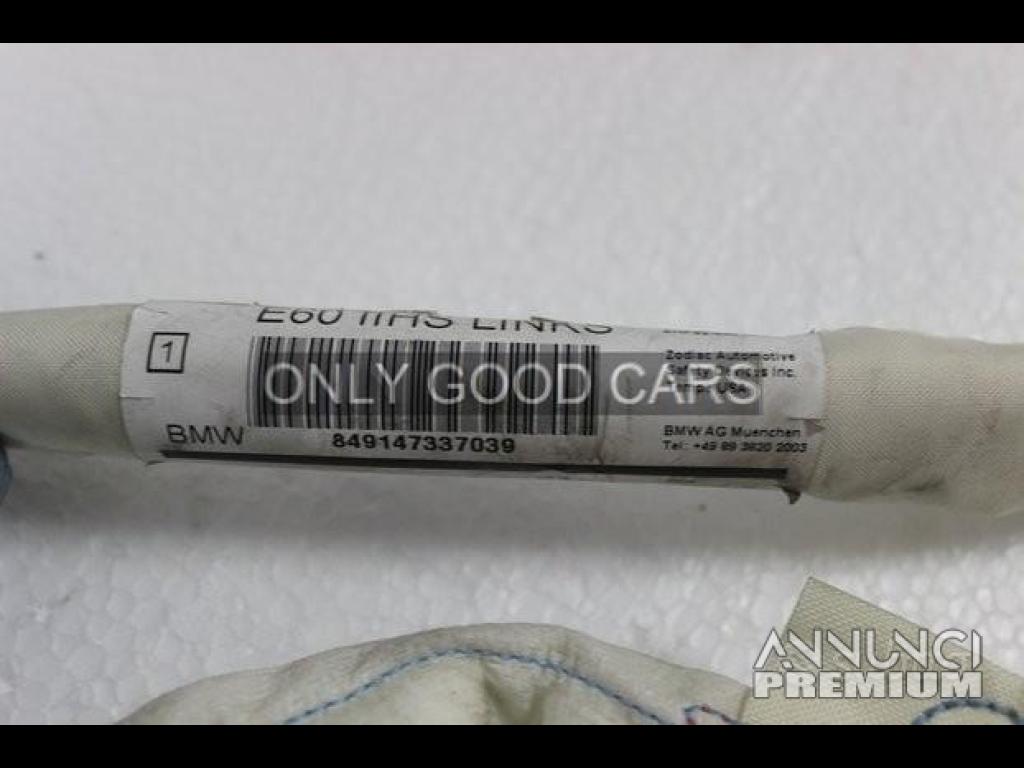 E60 IIHS LINKS
1
Zodiac Automotive
Safety Devices Inc.
USA
ONLY GOOD CARS
BMW
849147337039
BMW AG Muenchen
Tel.: +49 89 3820 2003
ANNUNCI
PREMIUM